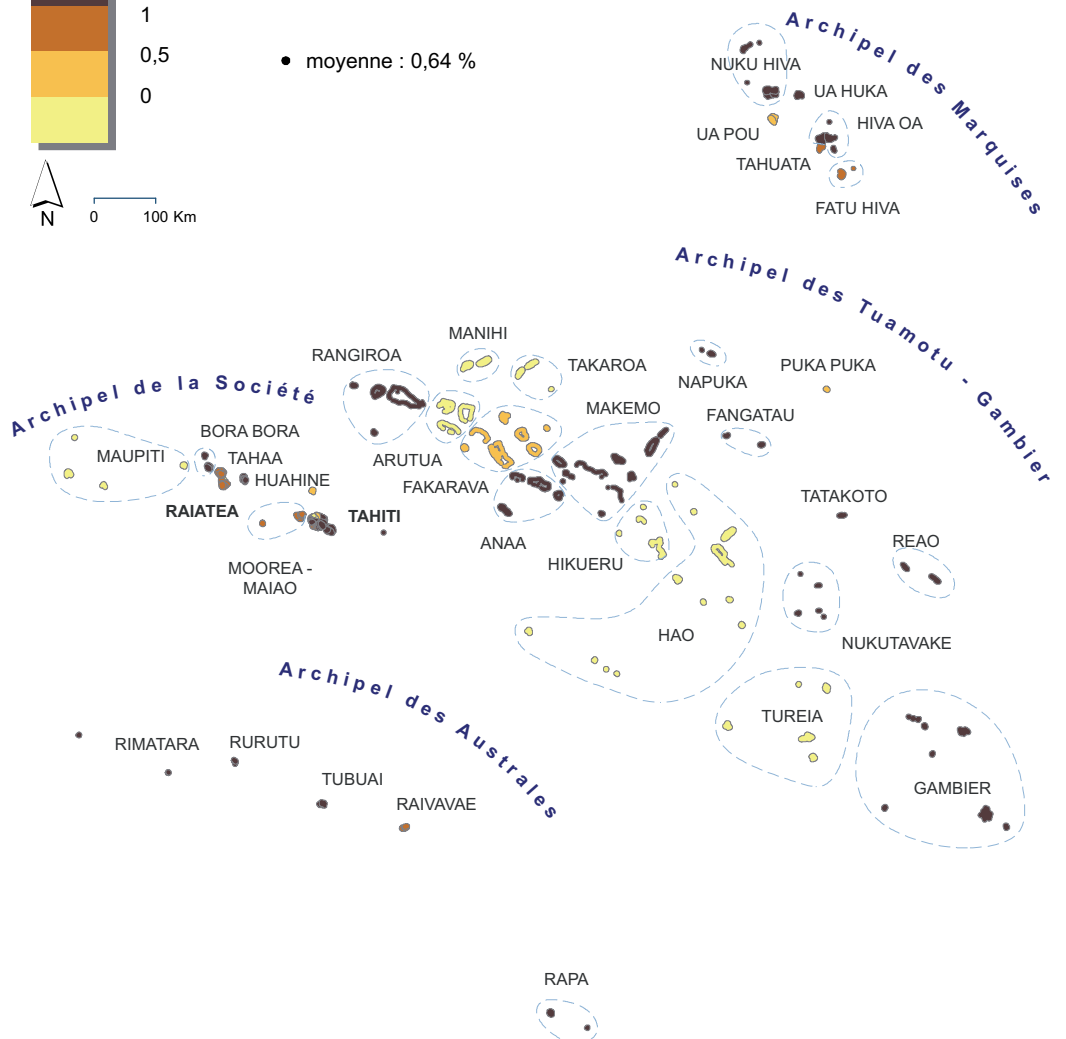 1
0,5
0
moyenne : 0,64 %
N
0 100 Km
Archipel des Marquises
NUKU HIVA
UA HUKA
HIVA OA
UA POU
TAHUATA
FATU HIVA
Archipel des Tuamotu - Gambier
MANIHI
RANGIROA
TAKAROA
NAPUKA
PUKA PUKA
Archipel de la Société
MAKEMO
FANGATAU
BORA BORA
MAUPITI
TAHAA
ARUTUA
HUAHINE
FAKARAVA
TATAKOTO
RAIATEA
TAHITI
ANAA
REAO
HIKUERU
MOOREA -
MAIAO
HAO
NUKUTAVAKE
Archipel des Australes
TUREIA
RIMATARA
RURUTU
TUBUAI
GAMBIER
RAIVAVAE
RAPA